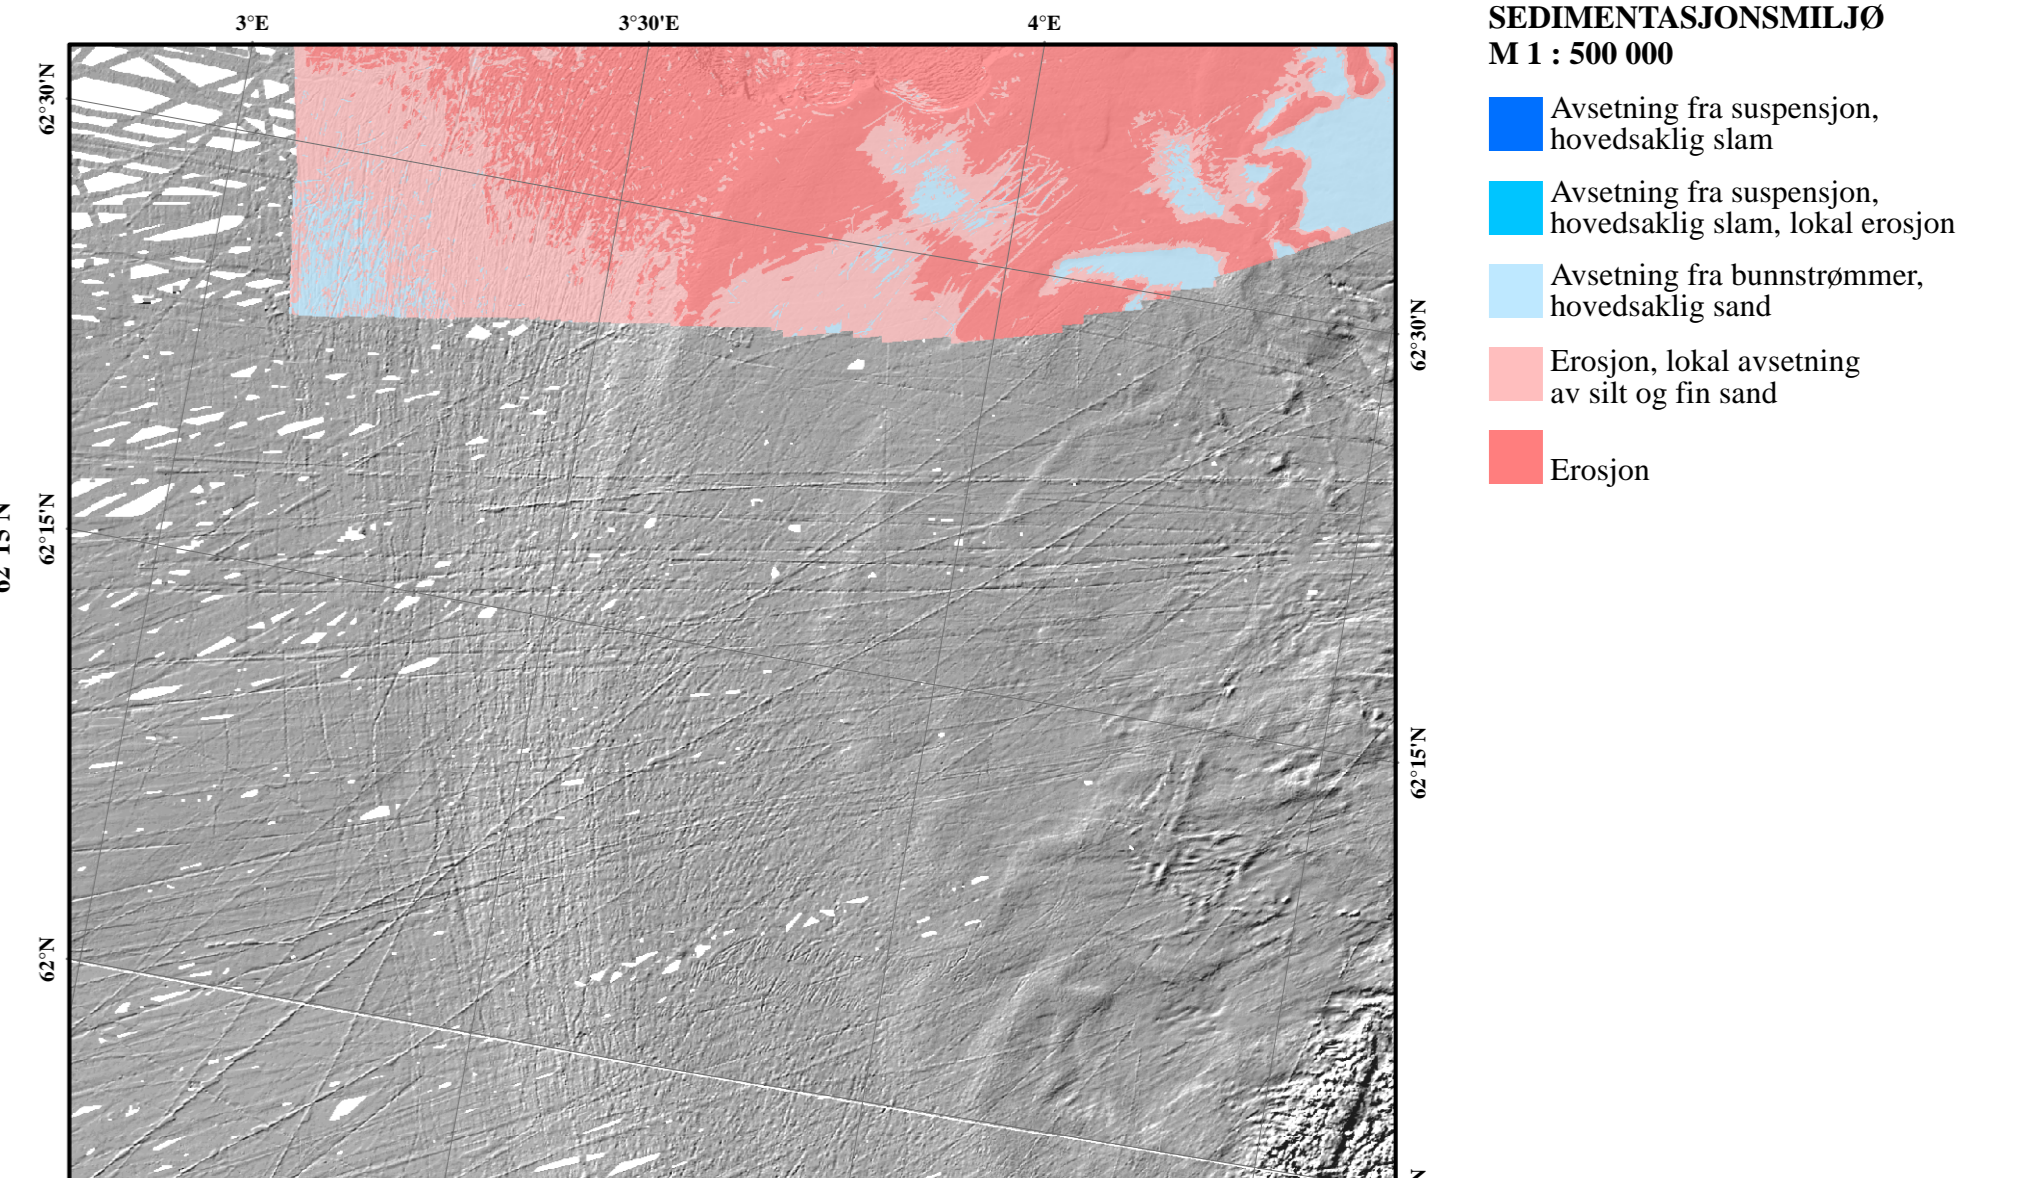 3°E
3°30'E
4°E
62°30'N
62°15'N
62°15'N
62°N
62°30'N
62°15'N
N
SEDIMENTASJONSMILJØ
M 1 : 500 000
Avsetning fra suspensjon,
hovedsaklig slam
Avsetning fra suspensjon,
hovedsaklig slam, lokal erosjon
Avsetning fra bunnstrømmer,
hovedsaklig sand
Erosjon, lokal avsetning
av silt og fin sand
Erosjon